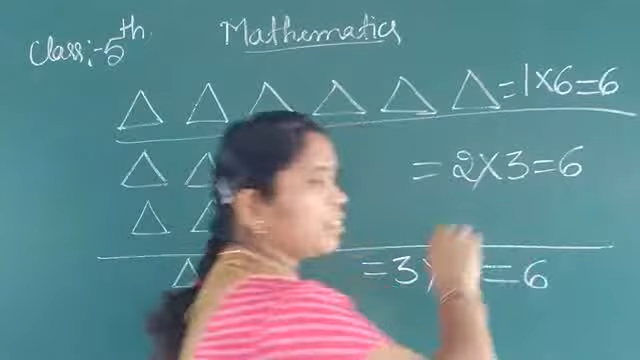 Class:-5th
Mathematics
=1×6=6
=2×3=6
=3× =6